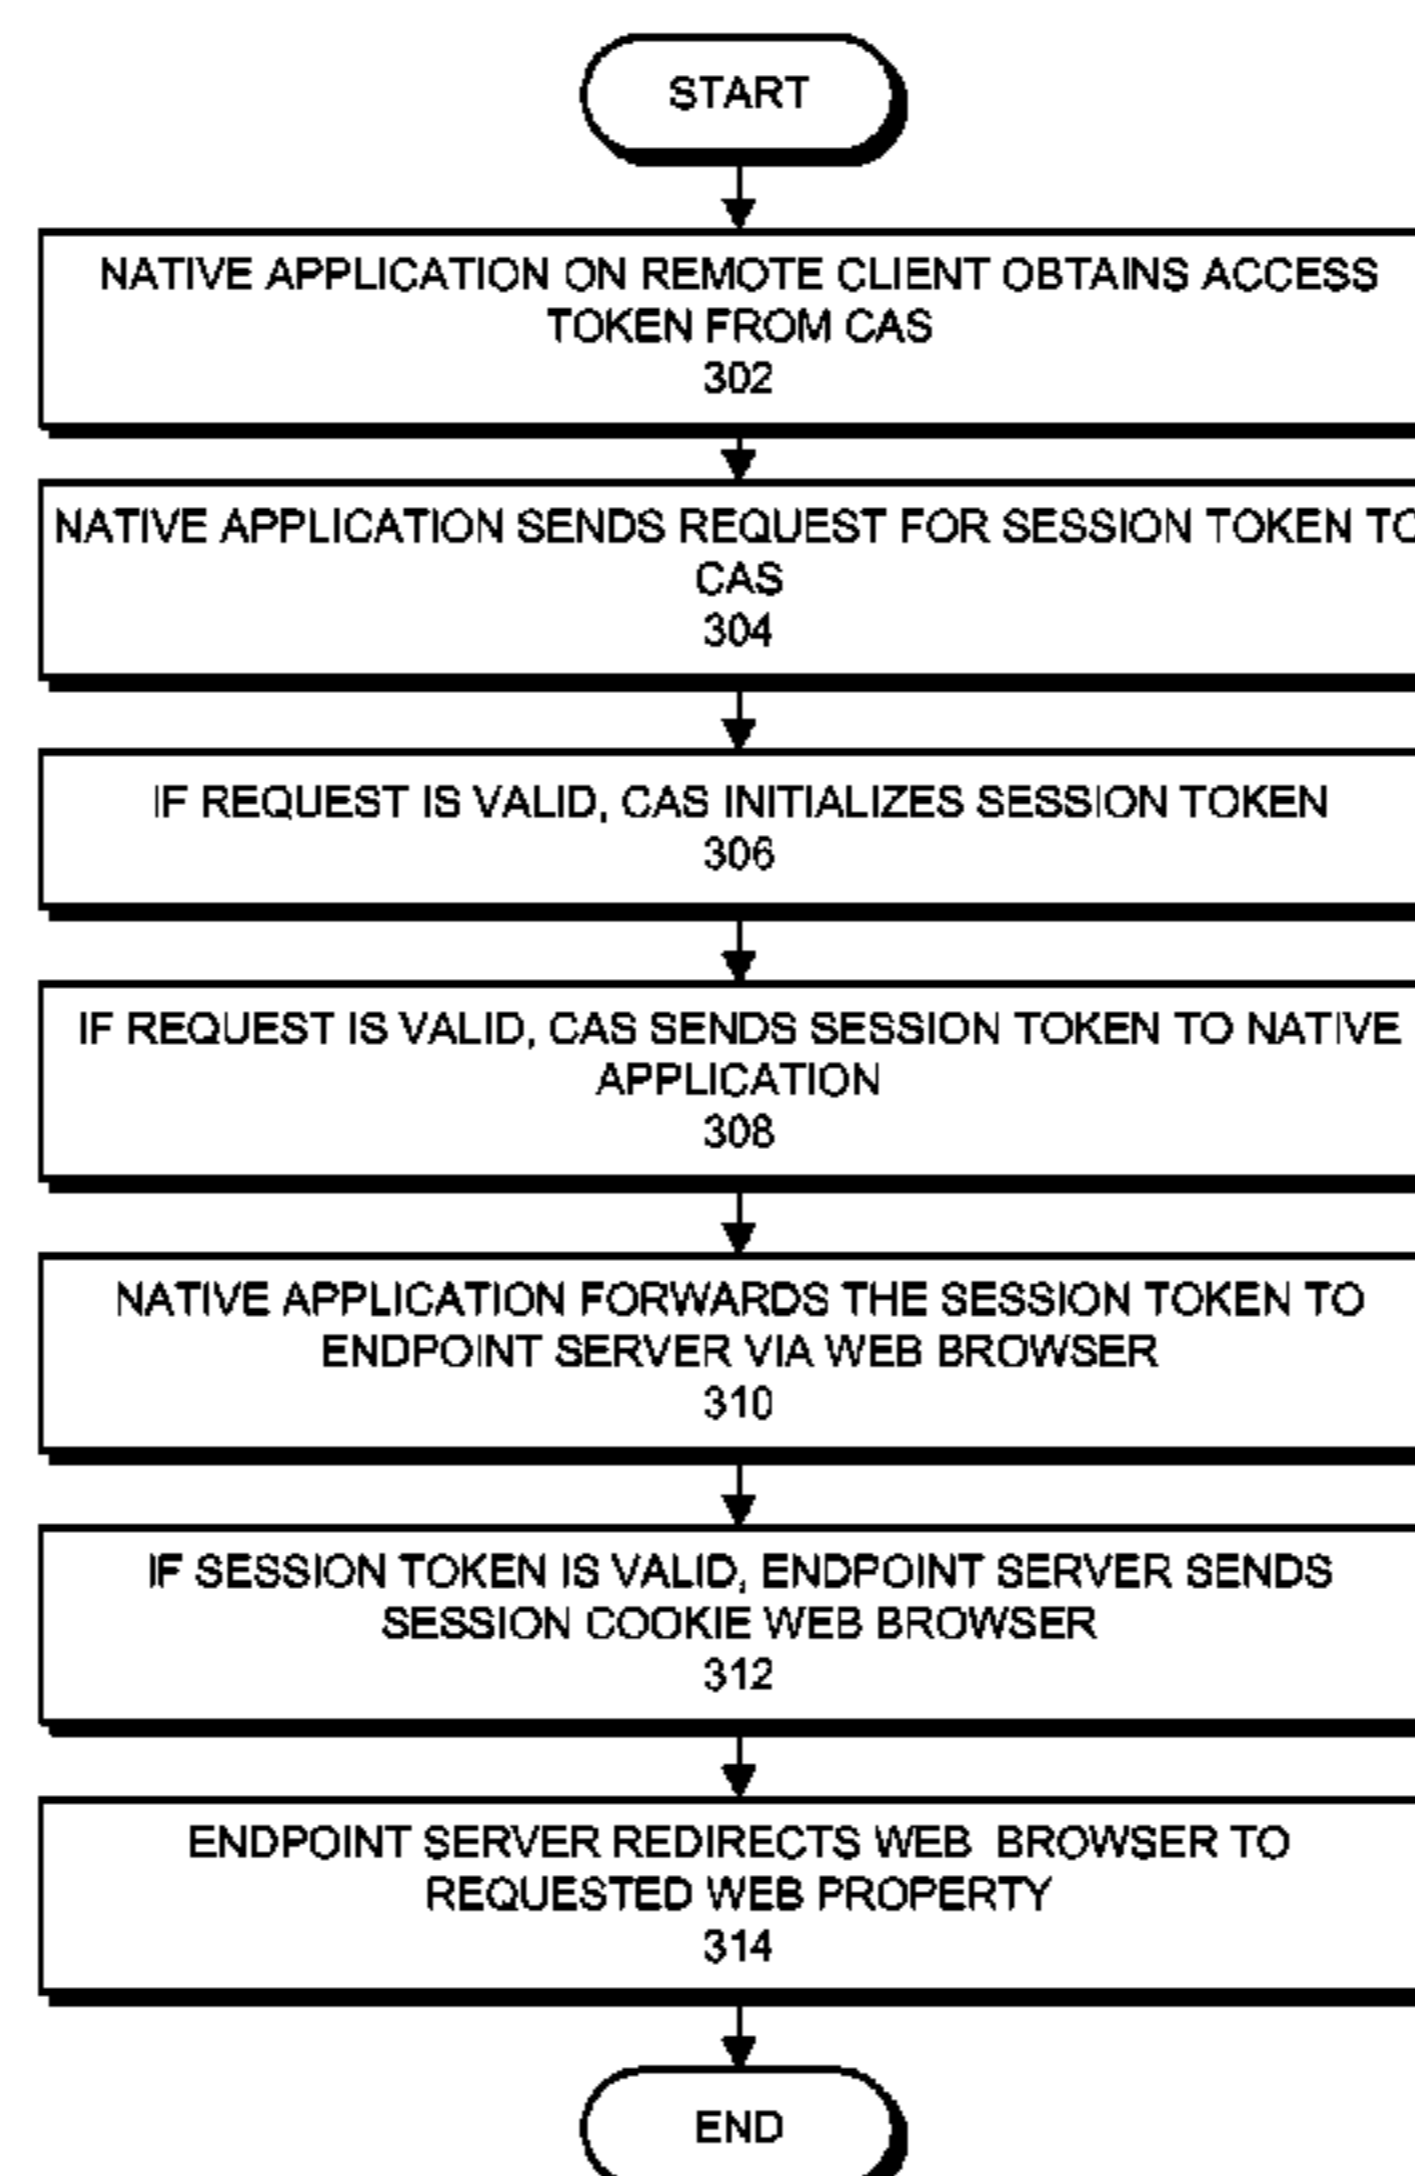 START
NATIVE APPLICATION ON REMOTE CLIENT OBTAINS ACCESS
TOKEN FROM CAS
302
NATIVE APPLICATION SENDS REQUEST FOR SESSION TOKEN TO
CAS
304
IF REQUEST IS VALID, CAS INITIALIZES SESSION TOKEN
306
IF REQUEST IS VALID, CAS SENDS SESSION TOKEN TO NATIVE
APPLICATION
308
NATIVE APPLICATION FORWARDS THE SESSION TOKEN TO
ENDPOINT SERVER VIA WEB BROWSER
310
IF SESSION TOKEN IS VALID, ENDPOINT SERVER SENDS
SESSION COOKIE WEB BROWSER
312
ENDPOINT SERVER REDIRECTS WEB BROWSER TO
REQUESTED WEB PROPERTY
314
END